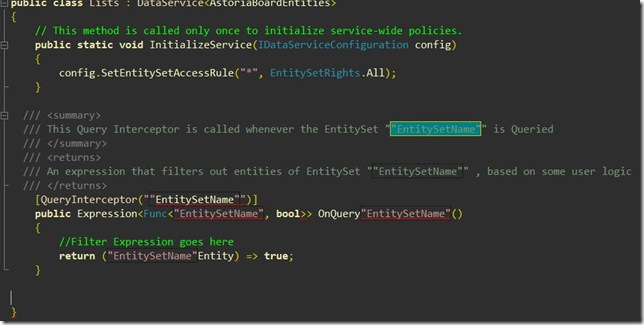 public class Lists : DataService<AstoriaBoardEntities>
{
// This method is called only once to initialize service-wide policies.
public static void InitializeService(IDataServiceConfiguration config)
{
config.SetEntitySetAccessRule("*", EntitySetRights.All);
}
/// <summary>
/// This Query Interceptor is called whenever the EntitySet ""EntitySetName"" is Queried
/// </summary>
/// <returns>
/// An expression that filters out entities of EntitySet ""EntitySetName"" , based on some user logic
/// </returns>
[QueryInterceptor(""EntitySetName"")]
public Expression<Func<"EntitySetName", bool>> OnQuery"EntitySetName"()
{
//Filter Expression goes here
return ("EntitySetName"Entity) => true;
}
}